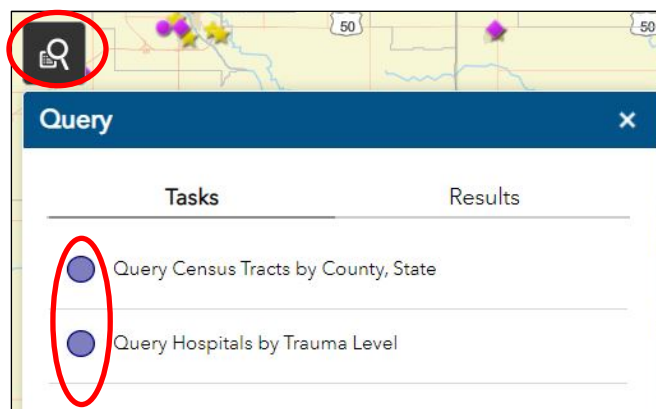 50
50
Query ×
Tasks Results
Query Census Tracts by County, State
Query Hospitals by Trauma Level